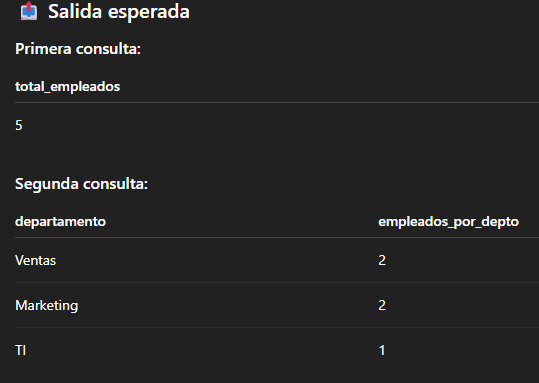 📤 Salida esperada
Primera consulta:
total_empleados
5
Segunda consulta:
departamento empleados_por_depto
Ventas 2
Marketing 2
TI 1